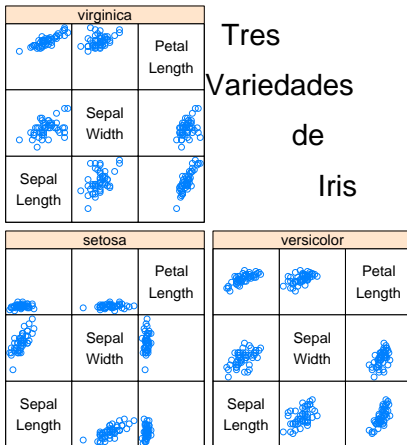 virginica
Petal
Length
Sepal
Width
Sepal
Length
Tres
Variedades
de
Iris
setosa
Petal
Length
Sepal
Width
Sepal
Length
versicolor
Petal
Length
Sepal
Width
Sepal
Length